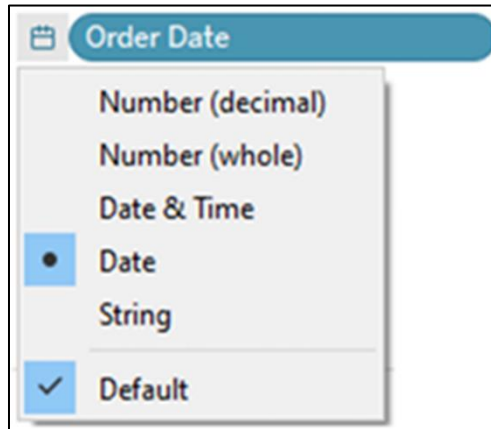 Order Date
Number (decimal)
Number (whole)
Date & Time
Date
String
Default